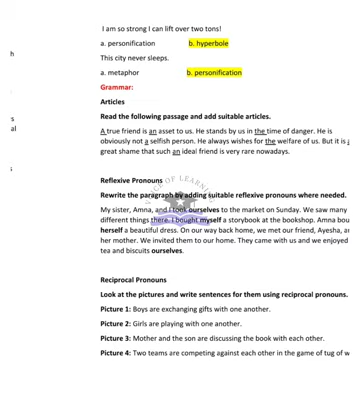 I am so strong I can lift over two tons!
a. personification b. hyperbole
This city never sleeps.
a. metaphor b. personification
Grammar:
Articles
Read the following passage and add suitable articles.
A true friend is an asset to us. He stands by us in the time of danger. He is
obviously not a selfish person. He always wishes for the welfare of us. But it is a
great shame that such an ideal friend is very rare nowadays.
Reflexive Pronouns
Rewrite the paragraph by adding suitable reflexive pronouns where needed.
My sister, Amna, and I took ourselves to the market on Sunday. We saw many
different things there. I bought myself a storybook at the bookshop. Amna bou
herself a beautiful dress. On our way back home, we met our friend, Ayesha, a
her mother. We invited them to our home. They came with us and we enjoyed
tea and biscuits ourselves.
Reciprocal Pronouns
Look at the pictures and write sentences for them using reciprocal pronouns.
Picture 1: Boys are exchanging gifts with one another.
Picture 2: Girls are playing with one another.
Picture 3: Mother and the son are discussing the book with each other.
Picture 4: Two teams are competing against each other in the game of tug of w